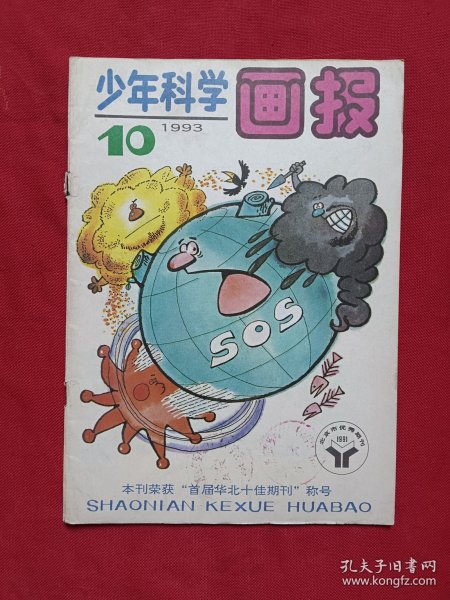 少年科学画报
10
1993
SOS
北京市优秀期刊
1991
本刊荣获“首届华北十佳期刊”称号
SHAONIAN KEXUE HUABAO
孔夫子旧书网
www.kongfz.com